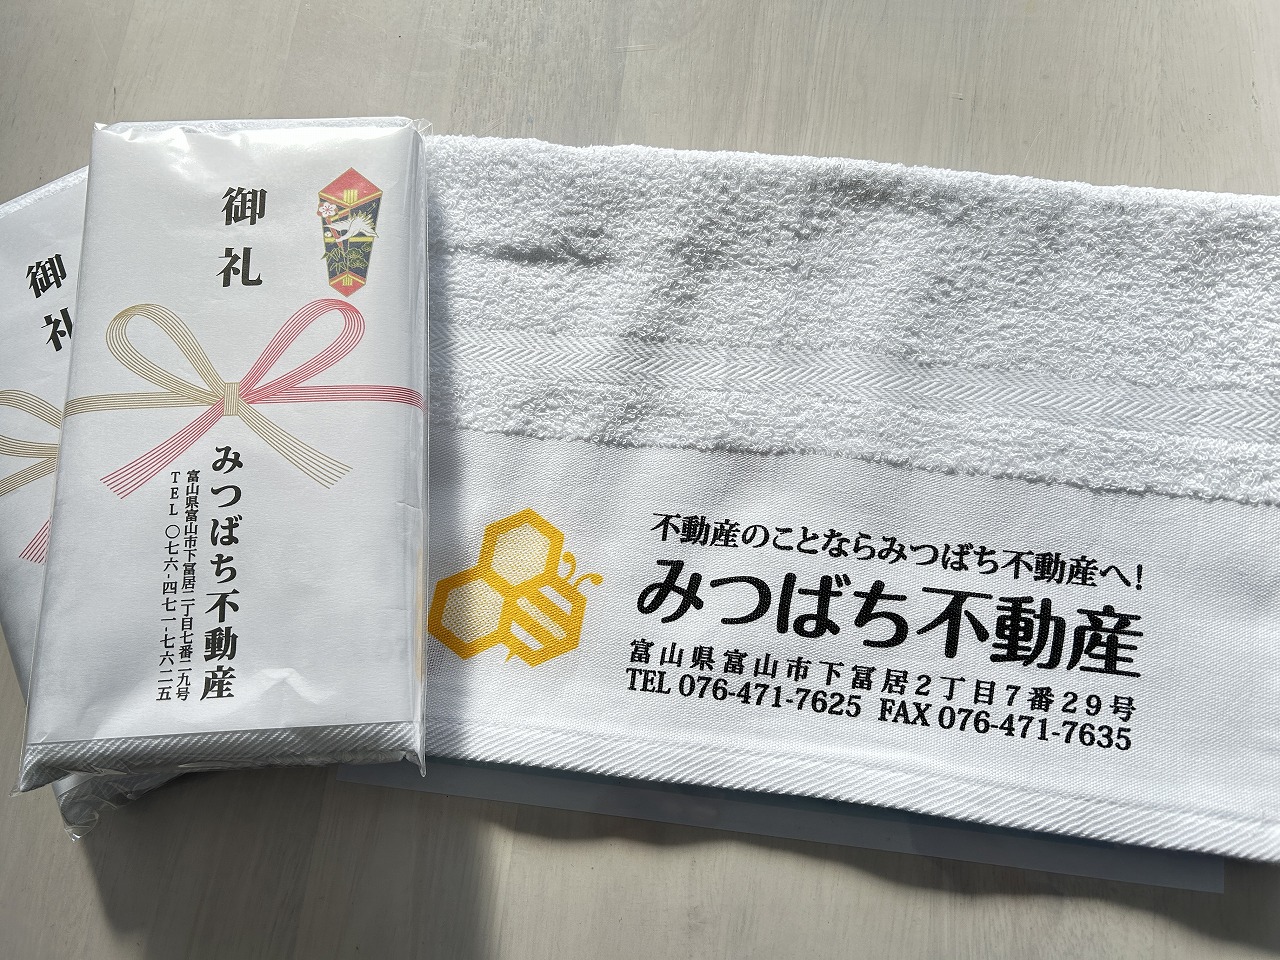 御礼
みつばち不動産
富山県富山市下冨居二丁目七番二九号
TEL 〇七六-四七一-七六二五
御礼
不動産のことならみつばち不動産へ!
みつばち不動産
富山県富山市下冨居2丁目7番29号
TEL 076-471-7625 FAX 076-471-7635